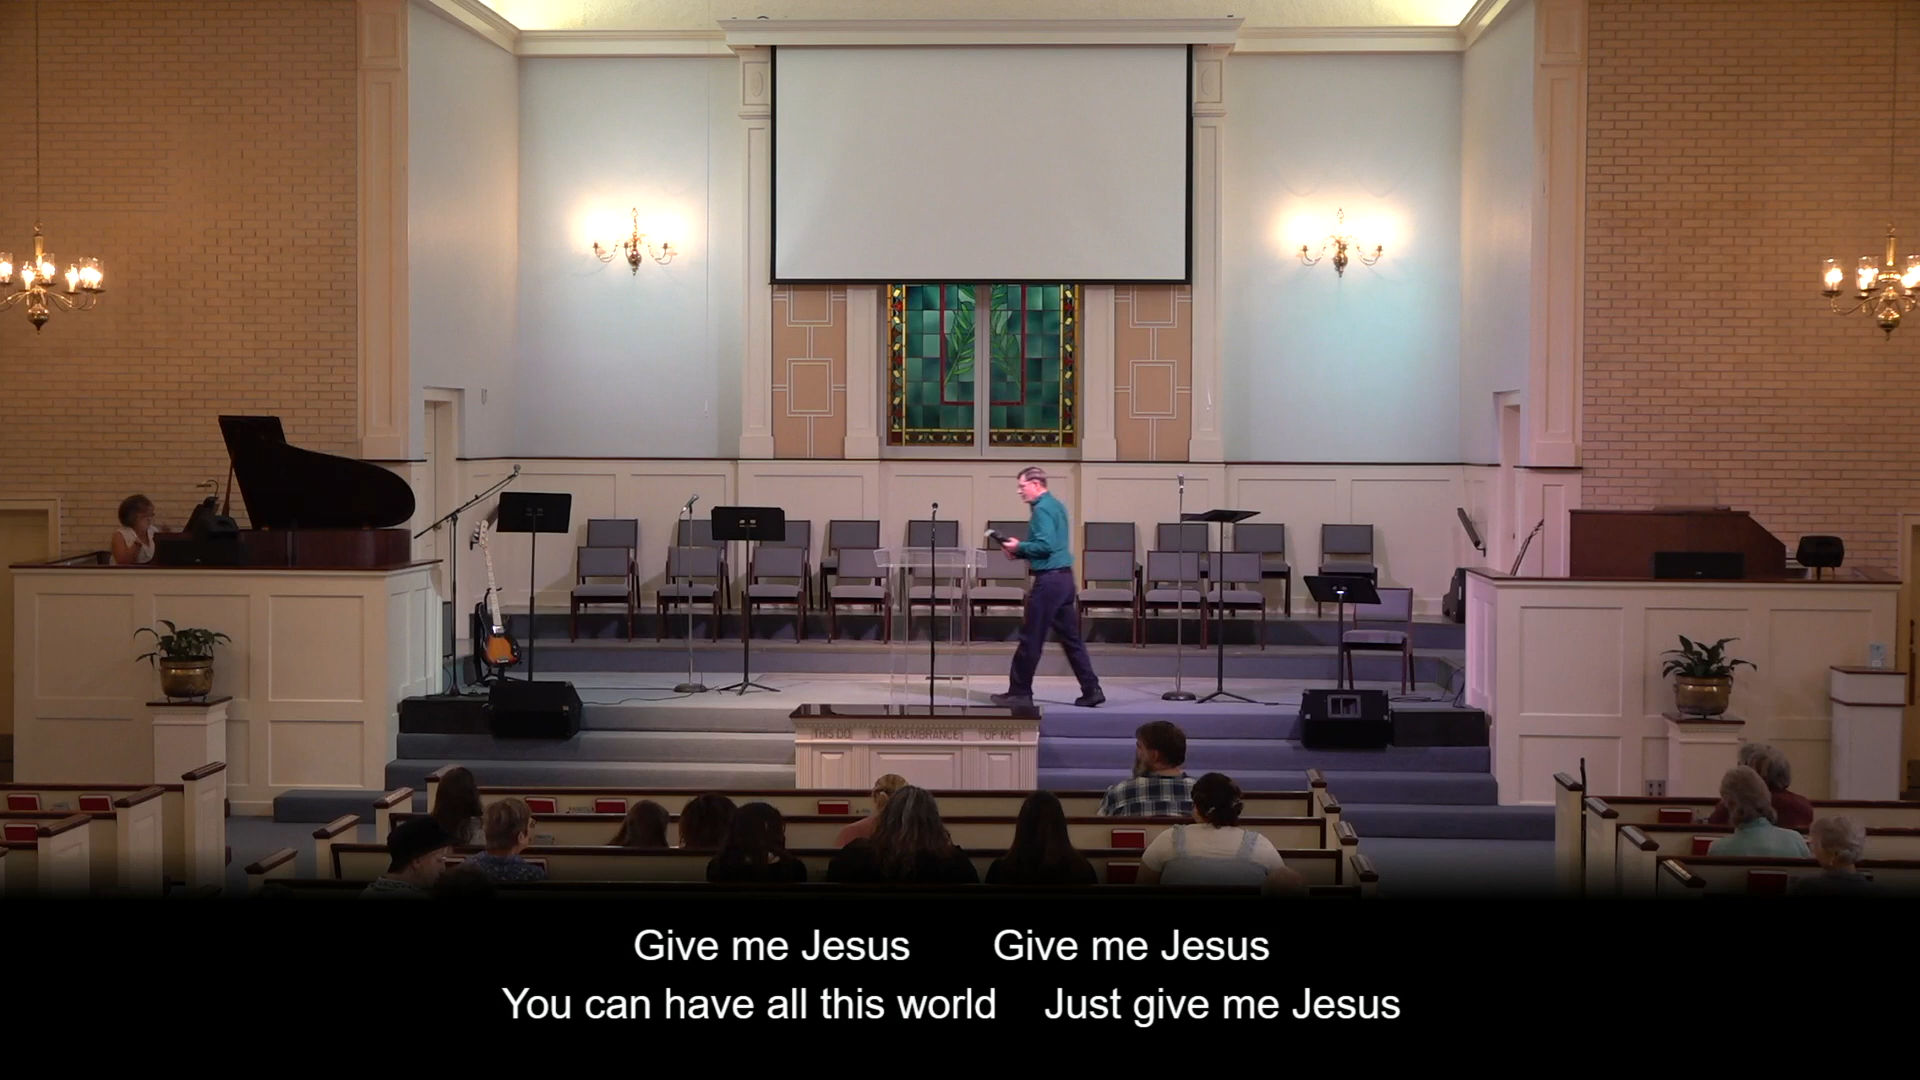 THIS DO IN REMEMBRANCE OF ME
Give me Jesus Give me Jesus
You can have all this world Just give me Jesus